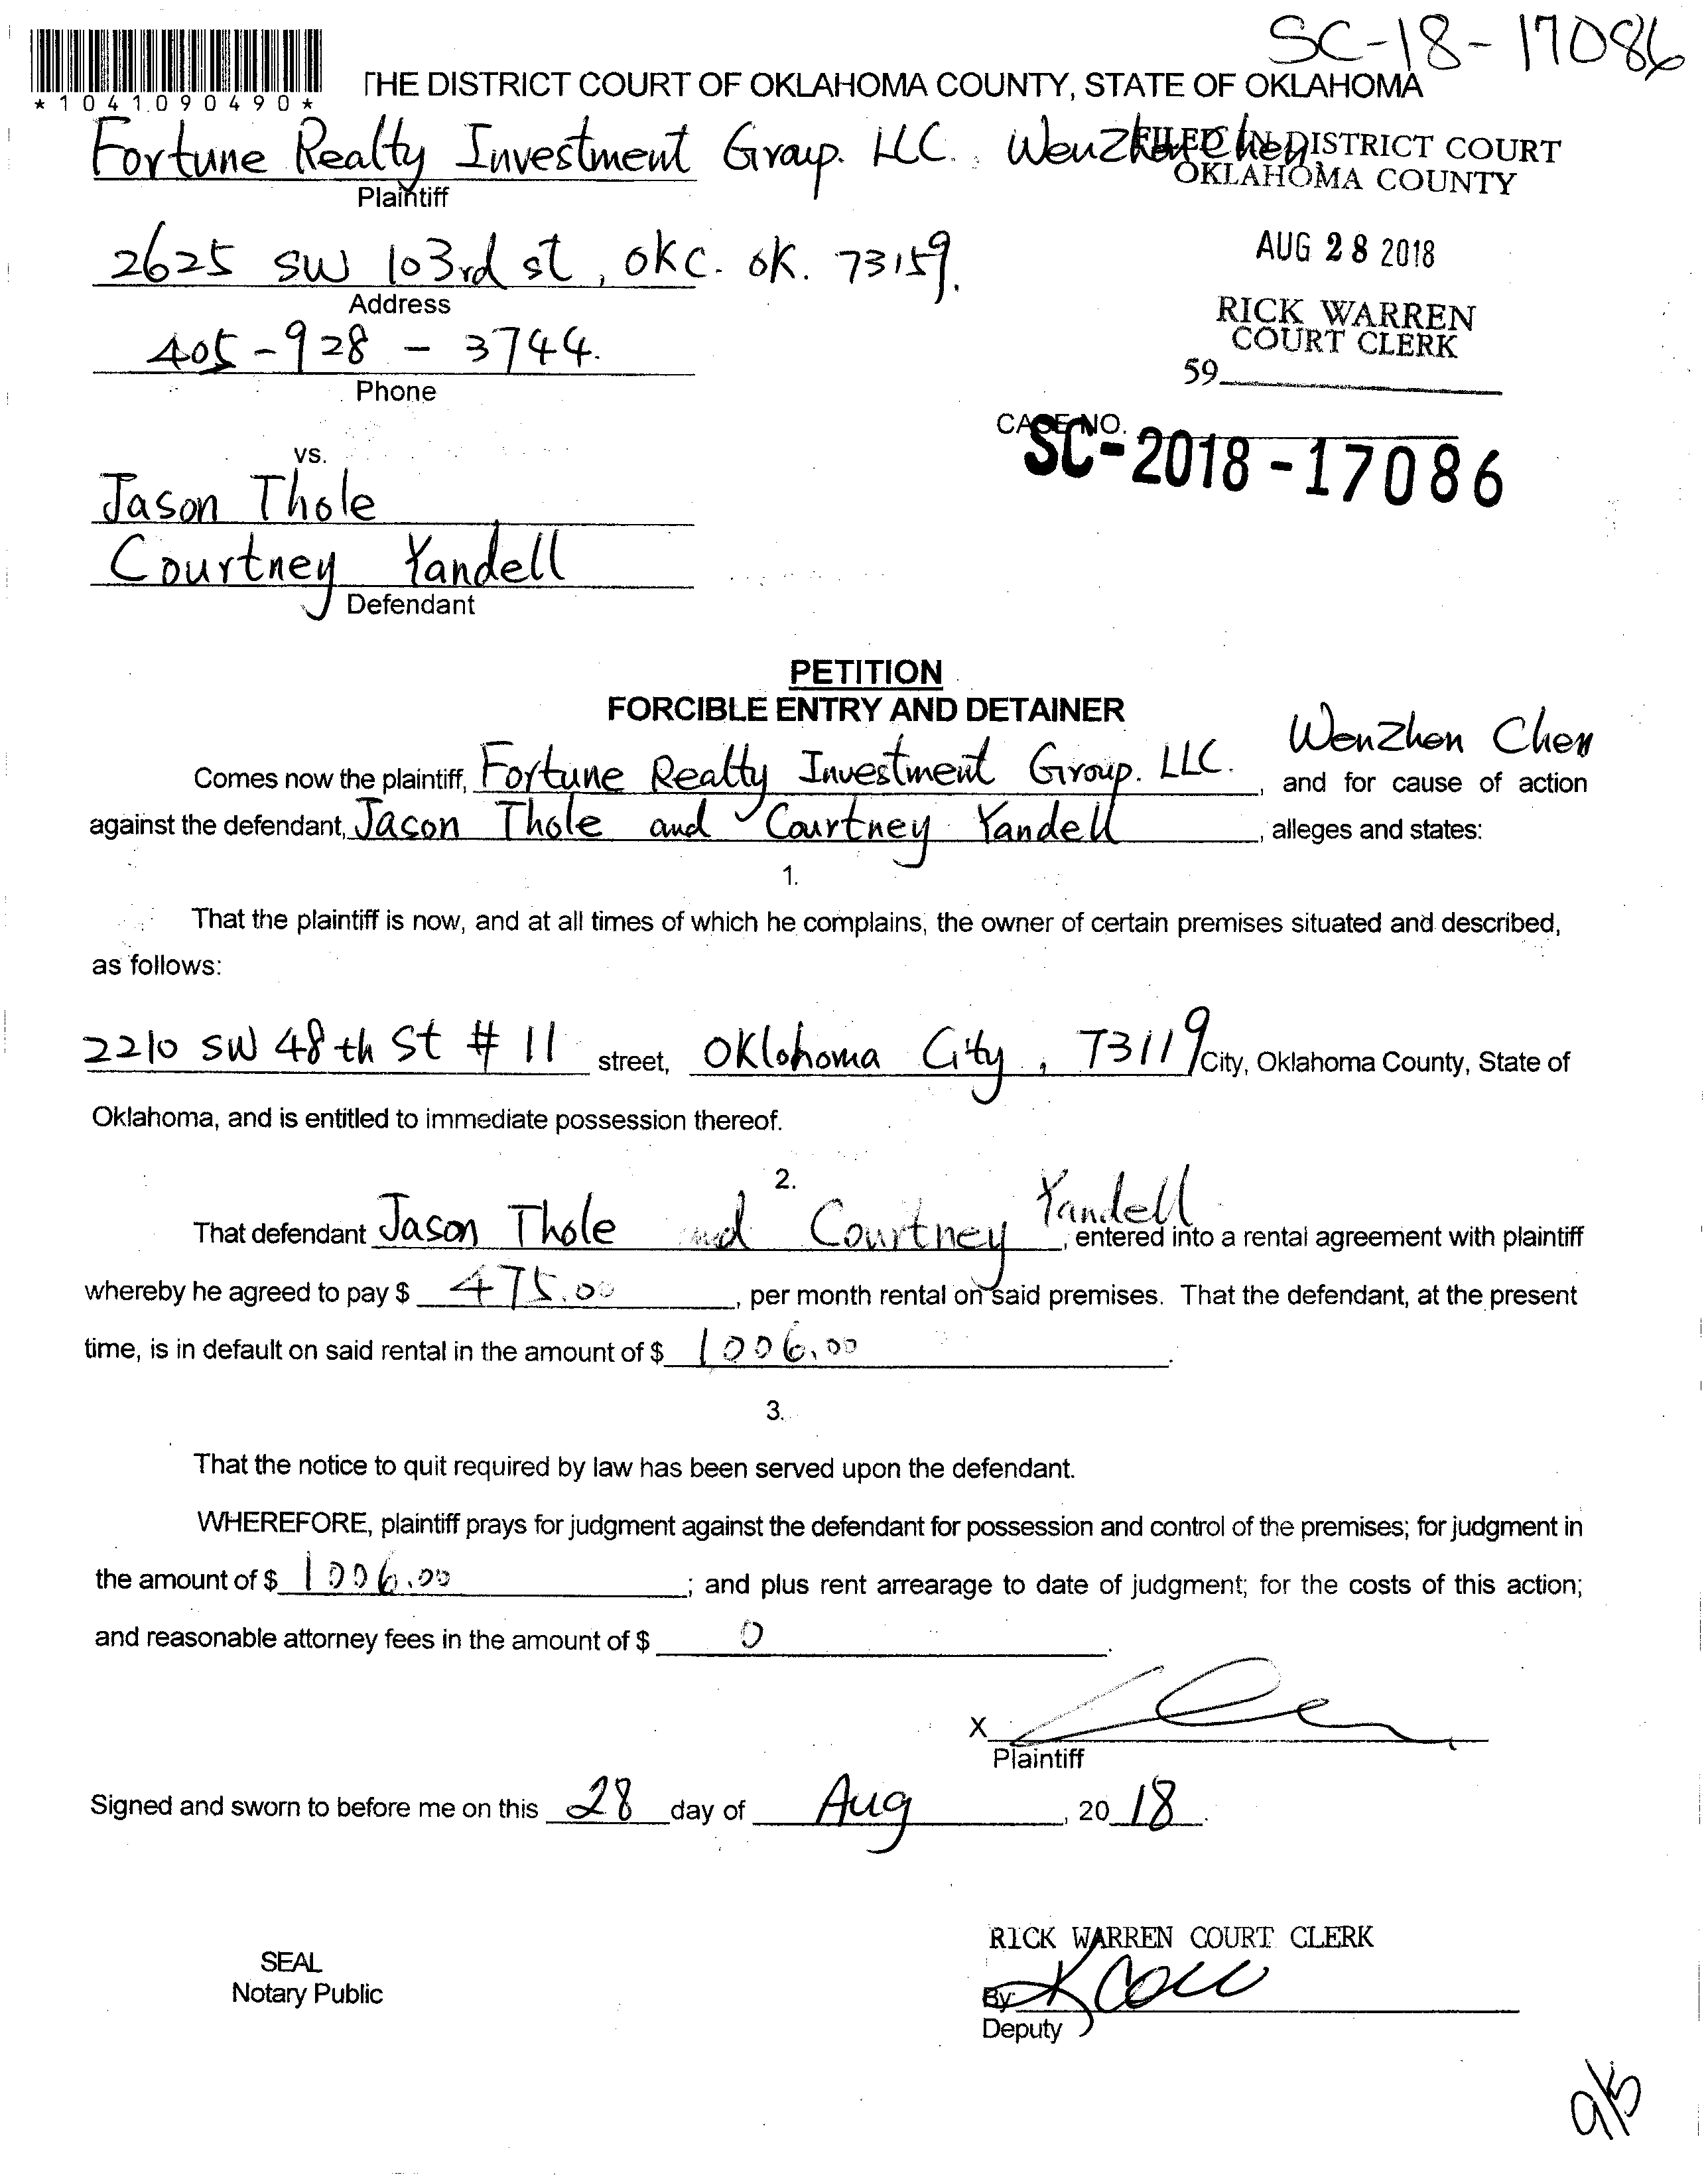 SC-18-17086
*1041090490*
THE DISTRICT COURT OF OKLAHOMA COUNTY, STATE OF OKLAHOMA
Fortune Realty Investment Group. LLC. , WenZhen Chen
FILED IN DISTRICT COURT
OKLAHOMA COUNTY
Plaintiff
2625 SW 103rd st, OKC. OK. 73159.
AUG 28 2018
Address
RICK WARREN
COURT CLERK
405-928-3744.
59
Phone
CASE NO.
SC-2018-17086
vs.
Jason Thole
Courtney Yandell
Defendant
PETITION
FORCIBLE ENTRY AND DETAINER
WenZhen Chen
Comes now the plaintiff, Fortune Realty Investment Group. LLC. , and for cause of action
against the defendant, Jason Thole and Courtney Yandell , alleges and states:
1.
That the plaintiff is now, and at all times of which he complains, the owner of certain premises situated and described,
as follows:
2210 SW 48th St # 11 street, Oklohoma City, 73119 City, Oklahoma County, State of
Oklahoma, and is entitled to immediate possession thereof.
2.
That defendant Jason Thole and Courtney Yandell , entered into a rental agreement with plaintiff
whereby he agreed to pay $ 475.00 , per month rental on said premises. That the defendant, at the present
time, is in default on said rental in the amount of $ 1006.00 .
3.
That the notice to quit required by law has been served upon the defendant.
WHEREFORE, plaintiff prays for judgment against the defendant for possession and control of the premises; for judgment in
the amount of $ 1006.00 ; and plus rent arrearage to date of judgment; for the costs of this action;
and reasonable attorney fees in the amount of $ 0 .
X
Plaintiff
Signed and sworn to before me on this 28 day of Aug , 20 18 .
RICK WARREN COURT CLERK
SEAL
Notary Public
By
Deputy
9/5